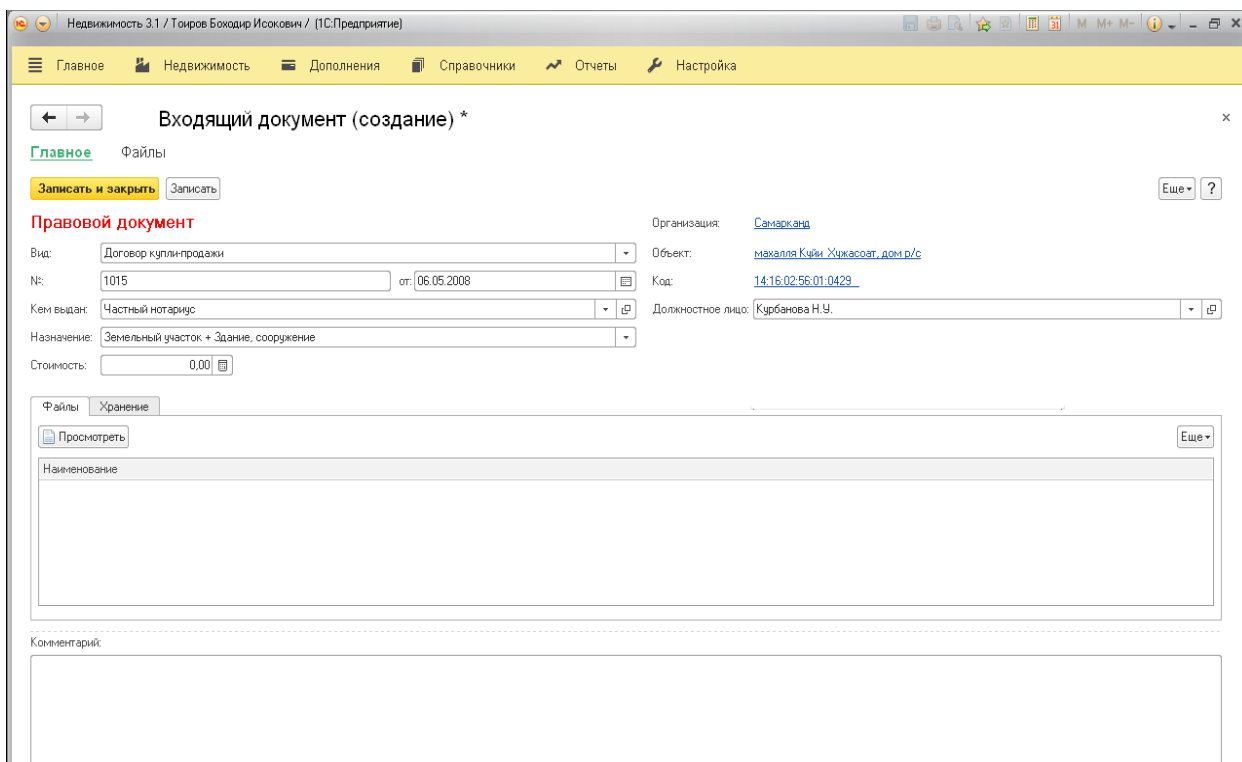 Недвижимость 3.1 / Тоиров Боходир Исокович / (1С:Предприятие) M M+ M-
Главное Недвижимость Дополнения Справочники Отчеты Настройка
Входящий документ (создание) *
Главное Файлы
Записать и закрыть Записать Еще ?
Правовой документ Организация: Самарканд
Вид: Договор купли-продажи Объект: махалля Куйи Хужасоат, дом р/с
№: 1015 от: 06.05.2008 Код: 14:16:02:56:01:0429
Кем выдан: Частный нотариус Должностное лицо: Курбанова Н.У.
Назначение: Земельный участок + Здание, сооружение
Стоимость: 0,00
Файлы Хранение
Просмотреть Еще
Наименование
Комментарий: